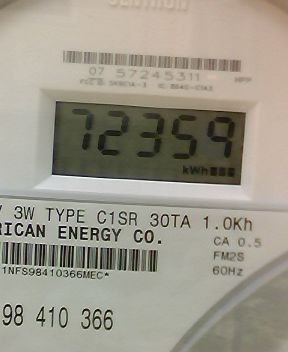 CENTRON
07 57245311
72359
kWh
V 3W TYPE C1SR 30TA 1.0Kh
RICAN ENERGY CO.
CA 0.5
FM2S
60Hz
1NFS98410366MEC*
98 410 366